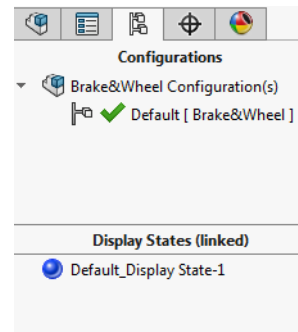 Configurations
Brake&Wheel Configuration(s)
Default [ Brake&Wheel ]
Display States (linked)
Default_Display State-1